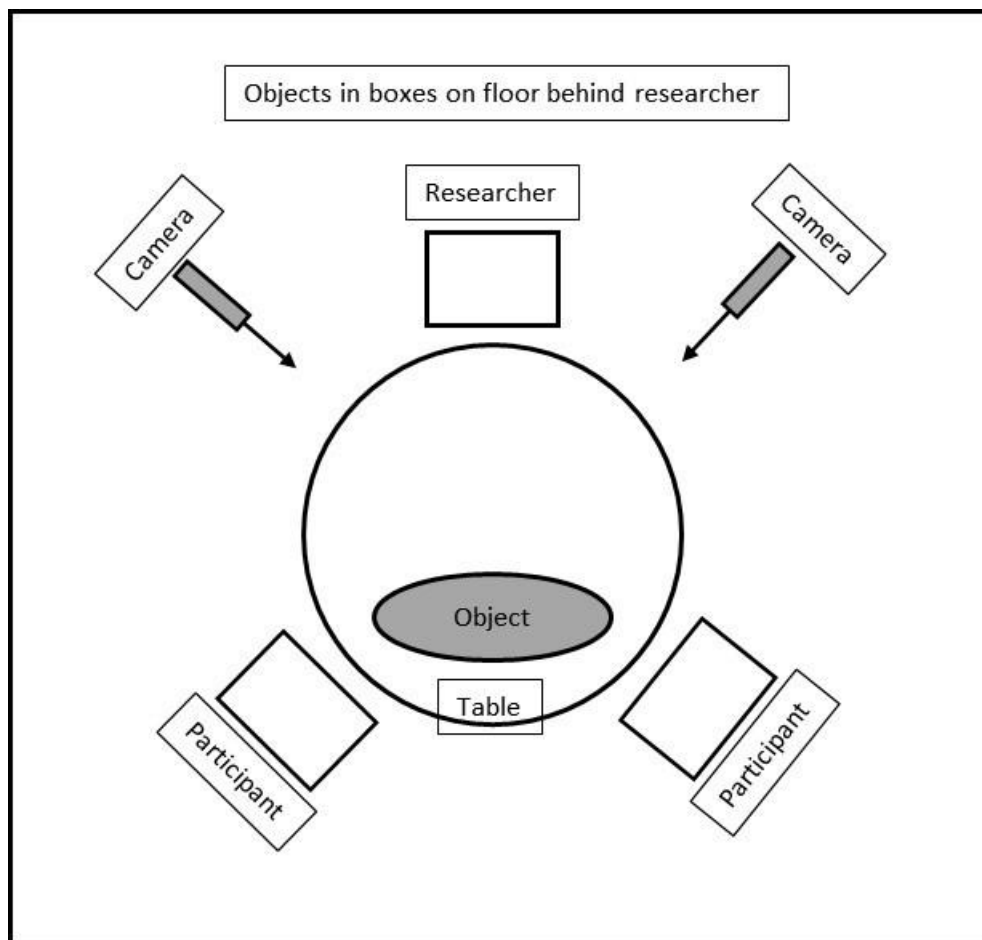 Objects in boxes on floor behind researcher
Researcher
Camera
Camera
Object
Table
Participant
Participant